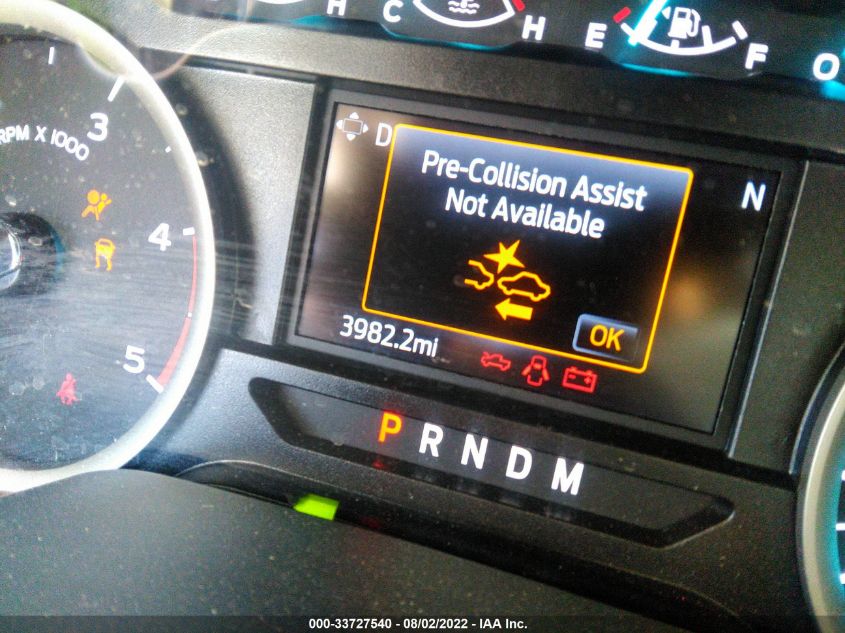 H
C
H
E
F
O
RPM X 1000
3
4
5
D
N
Pre-Collision Assist
Not Available
OK
3982.2mi
P R N D M
000-33727540 - 08/02/2022 - IAA Inc.